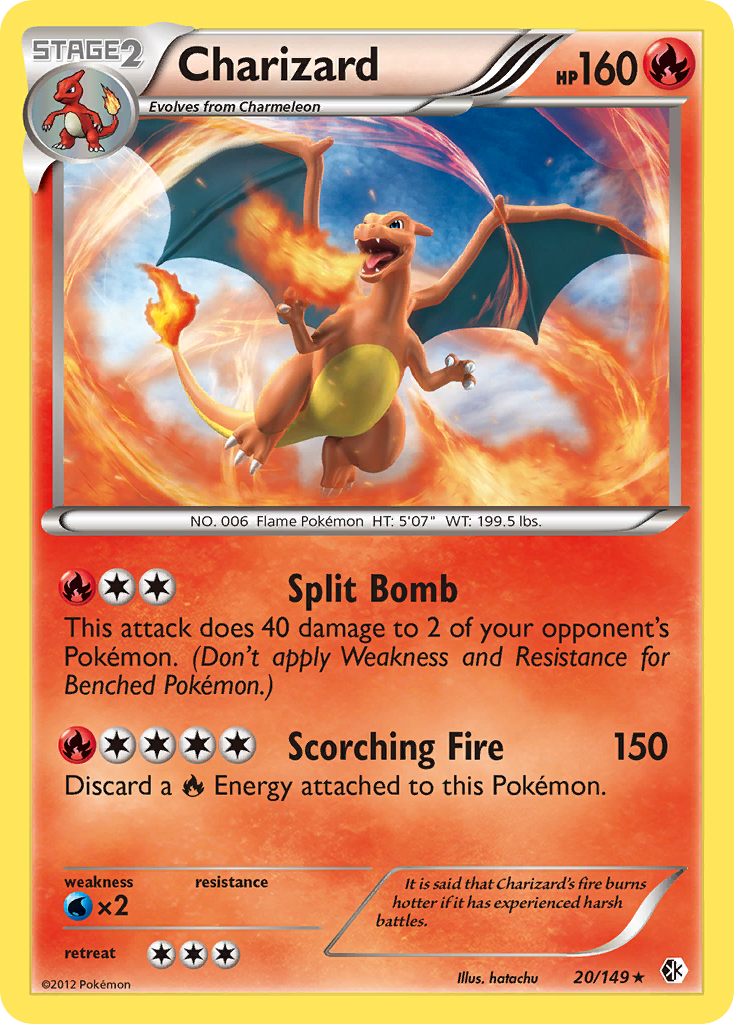 STAGE2
Charizard
HP160
Evolves from Charmeleon
NO. 006 Flame Pokémon HT: 5'07" WT: 199.5 lbs.
Split Bomb
This attack does 40 damage to 2 of your opponent's
Pokémon. (Don't apply Weakness and Resistance for
Benched Pokémon.)
Scorching Fire 150
Discard a Energy attached to this Pokémon.
weakness resistance
×2
It is said that Charizard's fire burns
hotter if it has experienced harsh
battles.
retreat
©2012 Pokémon
Illus. hatachu
20/149★